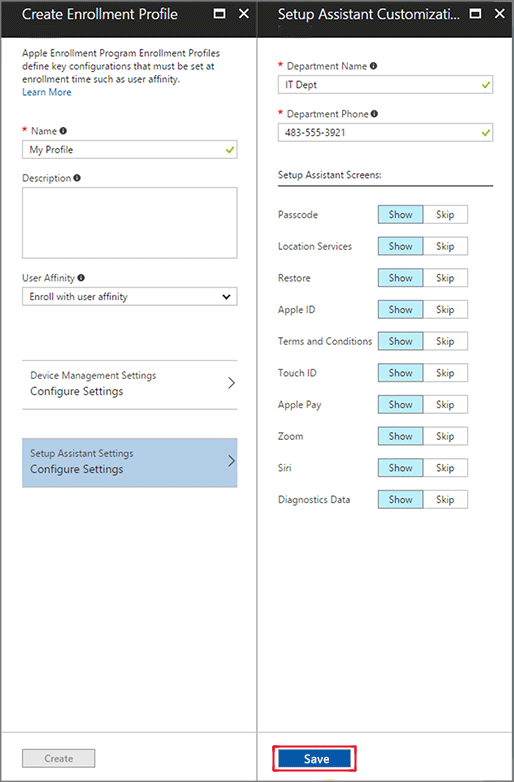 Create Enrollment Profile
Apple Enrollment Program Enrollment Profiles
define key configurations that must be set at
enrollment time such as user affinity.
Learn More
* Name
My Profile
Description
User Affinity
Enroll with user affinity
Device Management Settings
Configure Settings
Setup Assistant Settings
Configure Settings
Create
Setup Assistant Customizati...
* Department Name
IT Dept
* Department Phone
483-555-3921
Setup Assistant Screens:
Passcode Show Skip
Location Services Show Skip
Restore Show Skip
Apple ID Show Skip
Terms and Conditions Show Skip
Touch ID Show Skip
Apple Pay Show Skip
Zoom Show Skip
Siri Show Skip
Diagnostics Data Show Skip
Save